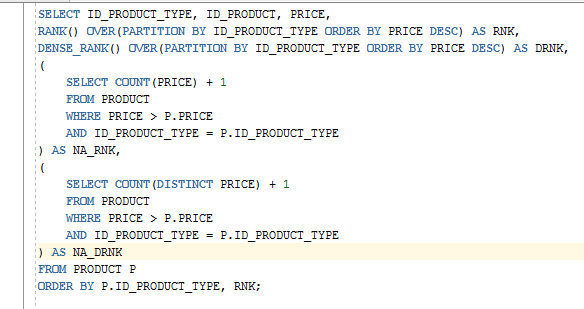 SELECT ID_PRODUCT_TYPE, ID_PRODUCT, PRICE,
RANK() OVER(PARTITION BY ID_PRODUCT_TYPE ORDER BY PRICE DESC) AS RNK,
DENSE_RANK() OVER(PARTITION BY ID_PRODUCT_TYPE ORDER BY PRICE DESC) AS DRNK,
(
    SELECT COUNT(PRICE) + 1
    FROM PRODUCT
    WHERE PRICE > P.PRICE
    AND ID_PRODUCT_TYPE = P.ID_PRODUCT_TYPE
) AS NA_RNK,
(
    SELECT COUNT(DISTINCT PRICE) + 1
    FROM PRODUCT
    WHERE PRICE > P.PRICE
    AND ID_PRODUCT_TYPE = P.ID_PRODUCT_TYPE
) AS NA_DRNK
FROM PRODUCT P
ORDER BY P.ID_PRODUCT_TYPE, RNK;